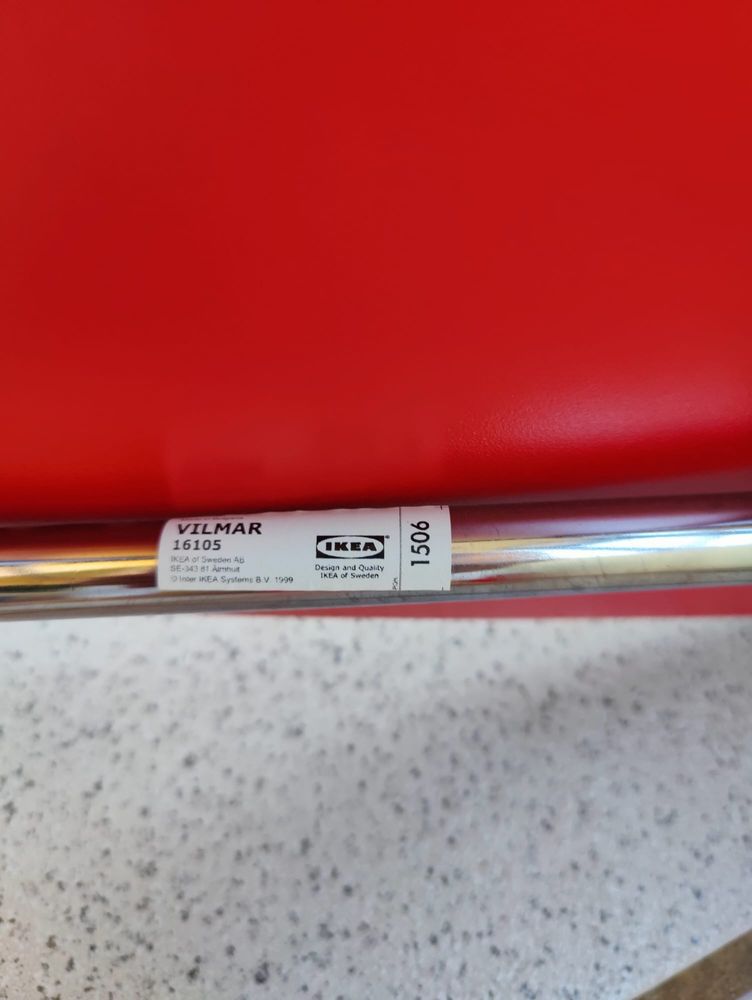 VILMAR
16105
IKEA of Sweden AB
SE-343 81 Älmhult
© Inter IKEA Systems B.V. 1999
IKEA
Design and Quality
IKEA of Sweden
1506